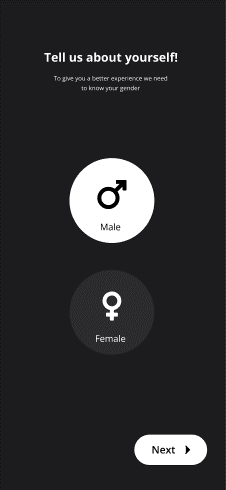 Tell us about yourself!
To give you a better experience we need
to know your gender
Male
Female
Next